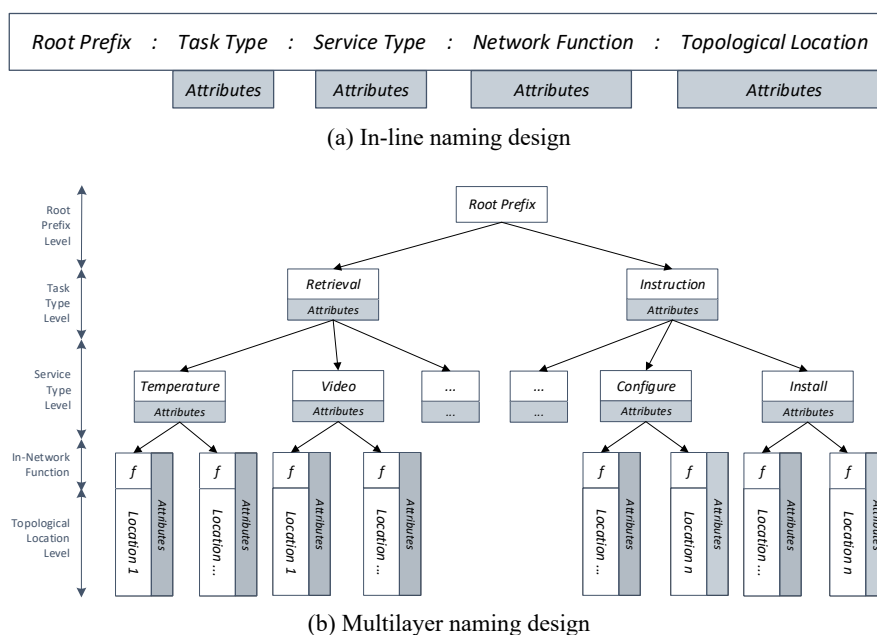 Root Prefix : Task Type : Service Type : Network Function : Topological Location
Attributes Attributes Attributes Attributes
(a) In-line naming design
Root Prefix Level
Root Prefix
Task Type Level
Retrieval Instruction
Attributes Attributes
Service Type Level
Temperature Video ... ... Configure Install
Attributes Attributes ... ... Attributes Attributes
In-Network Function
f f f f f f f f
Attributes Attributes Attributes Attributes Attributes Attributes Attributes Attributes
Topological Location Level
Location 1 Location ... Location 1 Location ... Location ... Location n Location ... Location n
(b) Multilayer naming design